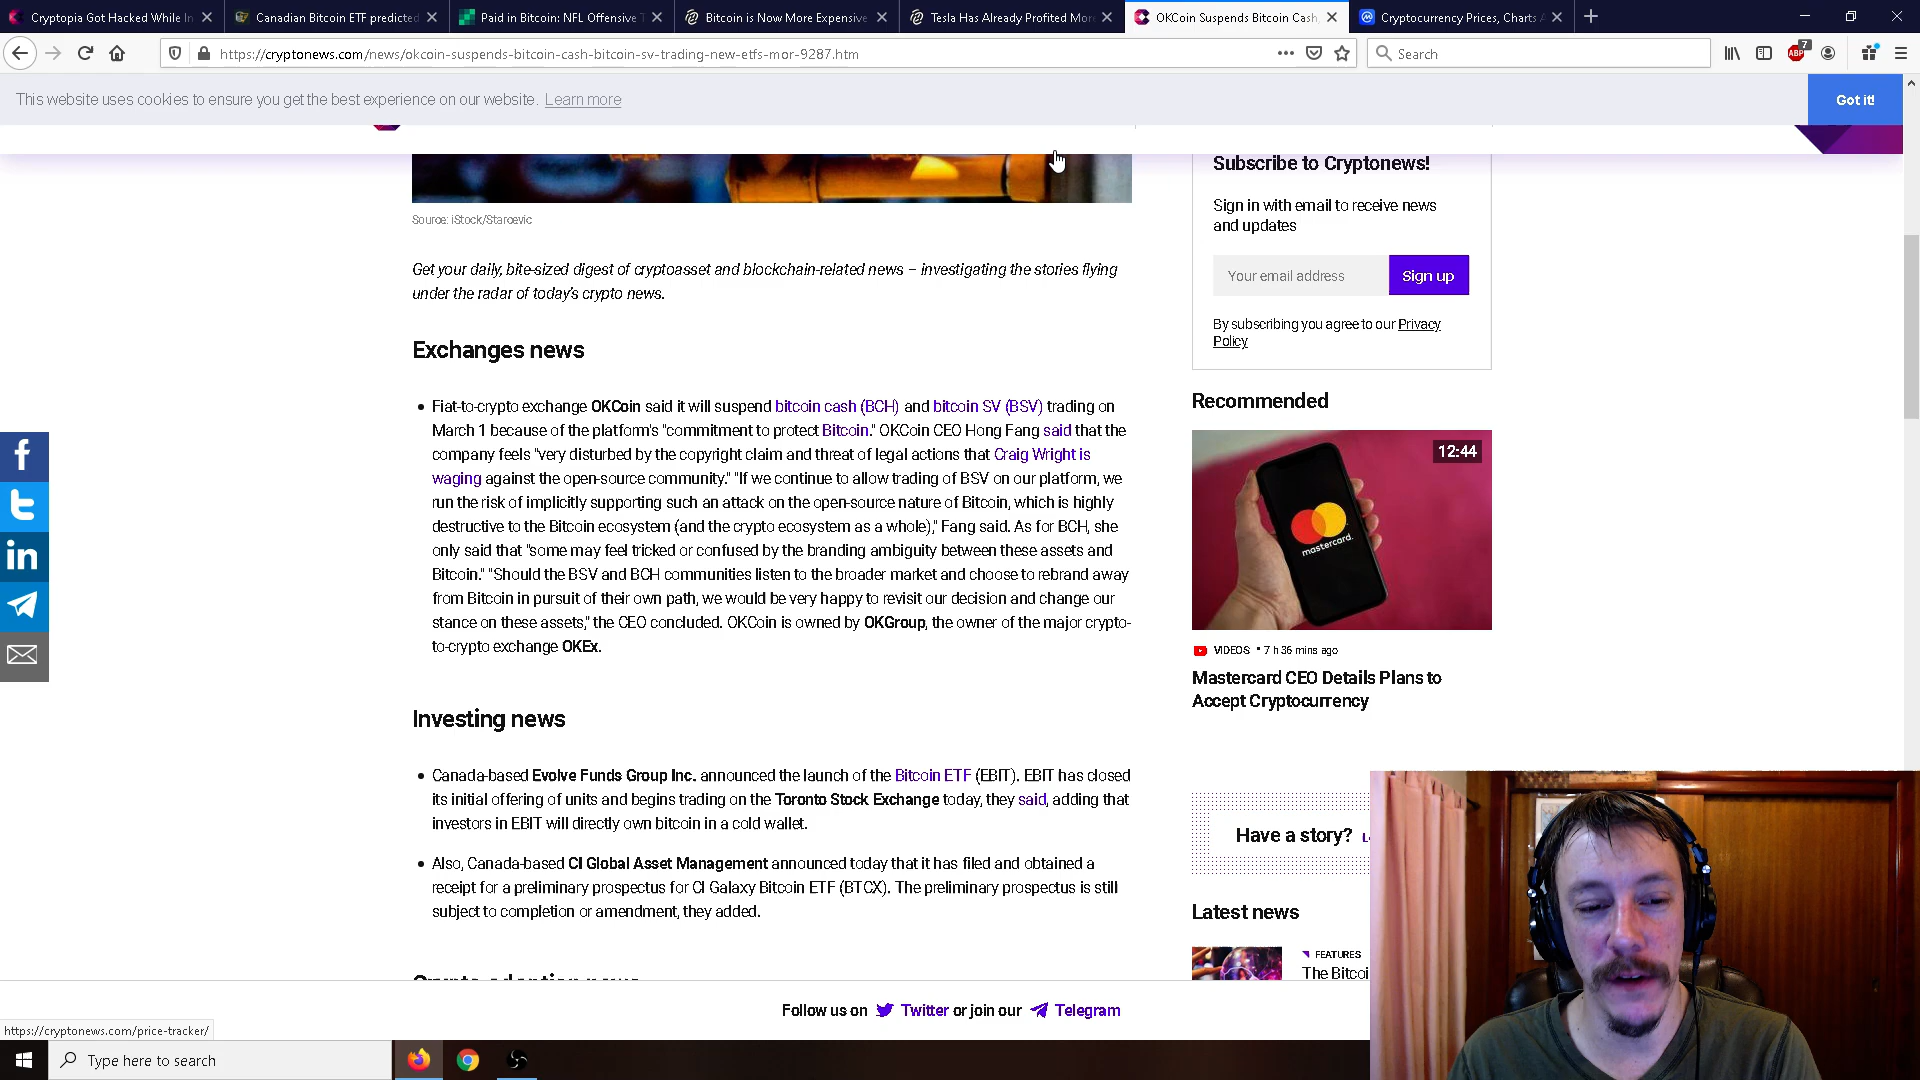 Cryptopia Got Hacked While In
Canadian Bitcoin ETF predicted
Paid in Bitcoin: NFL Offensive T
Bitcoin is Now More Expensive
Tesla Has Already Profited Mor
OKCoin Suspends Bitcoin Cash,
Cryptocurrency Prices, Charts A
https://cryptonews.com/news/okcoin-suspends-bitcoin-cash-bitcoin-sv-trading-new-etfs-mor-9287.htm
Search
ABP
7
This website uses cookies to ensure you get the best experience on our website. Learn more
Got it!
Source: iStock/Starcevic
Get your daily, bite-sized digest of cryptoasset and blockchain-related news – investigating the stories flying
under the radar of today's crypto news.
Exchanges news
Fiat-to-crypto exchange OKCoin said it will suspend bitcoin cash (BCH) and bitcoin SV (BSV) trading on
March 1 because of the platform's "commitment to protect Bitcoin." OKCoin CEO Hong Fang said that the
company feels "very disturbed by the copyright claim and threat of legal actions that Craig Wright is
waging against the open-source community." "If we continue to allow trading of BSV on our platform, we
run the risk of implicitly supporting such an attack on the open-source nature of Bitcoin, which is highly
destructive to the Bitcoin ecosystem (and the crypto ecosystem as a whole)," Fang said. As for BCH, she
only said that "some may feel tricked or confused by the branding ambiguity between these assets and
Bitcoin." "Should the BSV and BCH communities listen to the broader market and choose to rebrand away
from Bitcoin in pursuit of their own path, we would be very happy to revisit our decision and change our
stance on these assets," the CEO concluded. OKCoin is owned by OKGroup, the owner of the major crypto-
to-crypto exchange OKEx.
Investing news
Canada-based Evolve Funds Group Inc. announced the launch of the Bitcoin ETF (EBIT). EBIT has closed
its initial offering of units and begins trading on the Toronto Stock Exchange today, they said, adding that
investors in EBIT will directly own bitcoin in a cold wallet.
Also, Canada-based CI Global Asset Management announced today that it has filed and obtained a
receipt for a preliminary prospectus for CI Galaxy Bitcoin ETF (BTCX). The preliminary prospectus is still
subject to completion or amendment, they added.
Crypto adoption news
Subscribe to Cryptonews!
Sign in with email to receive news
and updates
Your email address
Sign up
By subscribing you agree to our Privacy
Policy
Recommended
12:44
mastercard.
VIDEOS • 7 h 36 mins ago
Mastercard CEO Details Plans to
Accept Cryptocurrency
Have a story?
Latest news
FEATURES
The Bitcoi
Follow us on Twitter or join our Telegram
https://cryptonews.com/price-tracker/
Type here to search